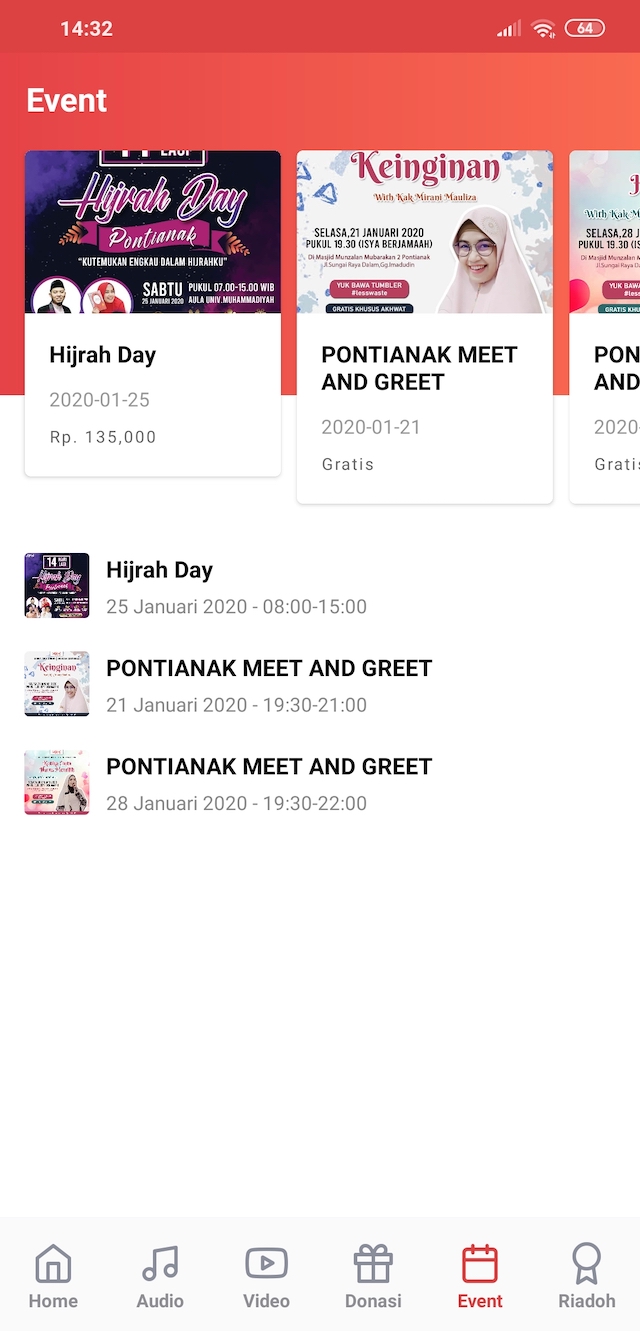 14:32
64
Event
Hijrah Day
Pontianak
"KUTEMUKAN ENGKAU DALAM HIJRAHKU"
SABTU
25 JANUARI 2020
PUKUL 07.00-15.00 WIB
AULA UNIV. MUHAMMADIYAH
Hijrah Day
2020-01-25
Rp. 135,000
Keinginan
With Kak Mirani Mauliza
SELASA,21 JANUARI 2020
PUKUL 19.30 (ISYA BERJAMAAH)
Di Masjid Munzalan Mubarakan 2 Pontianak
Jl.Sungai Raya Dalam,Gg.Imadudin
YUK BAWA TUMBLER
#lesswaste
GRATIS KHUSUS AKHWAT
PONTIANAK MEET
AND GREET
2020-01-21
Gratis
With Kak
SELASA,28 J
PUKUL 19.30 (IS
Di Masjid Munzalan
Jl.Sungai Raya
YUK BAWA
GRATIS KHUS
PON
AND
2020-
Gratis
Hijrah Day
25 Januari 2020 - 08:00-15:00
PONTIANAK MEET AND GREET
21 Januari 2020 - 19:30-21:00
PONTIANAK MEET AND GREET
28 Januari 2020 - 19:30-22:00
Home
Audio
Video
Donasi
Event
Riadoh